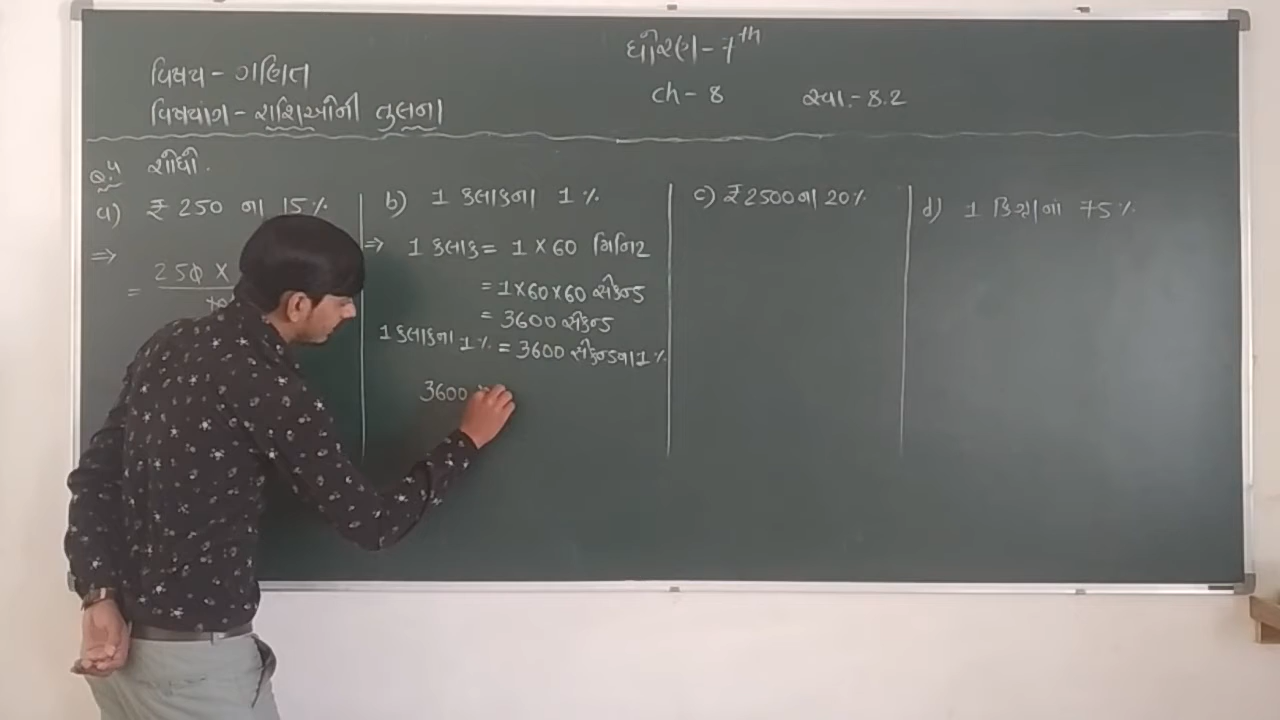 ધોરણ - 7th
વિષય - ગણિત
ch - 8
સ્વા. - 8.2
વિષયાંગ - રાશિઓની તુલના
Q.5 શોધો.
a) ₹ 250 ના 15%
⇒
= 250 ×
b) 1 કલાકના 1%
⇒ 1 કલાક = 1 × 60 મિનિટ
= 1×60×60 સેકન્ડ
= 3600 સેકન્ડ
1 કલાકના 1% = 3600 સેકન્ડના 1%
3600 ×
c) ₹ 2500 ના 20%
d) 1 કિગ્રાનાં 75%